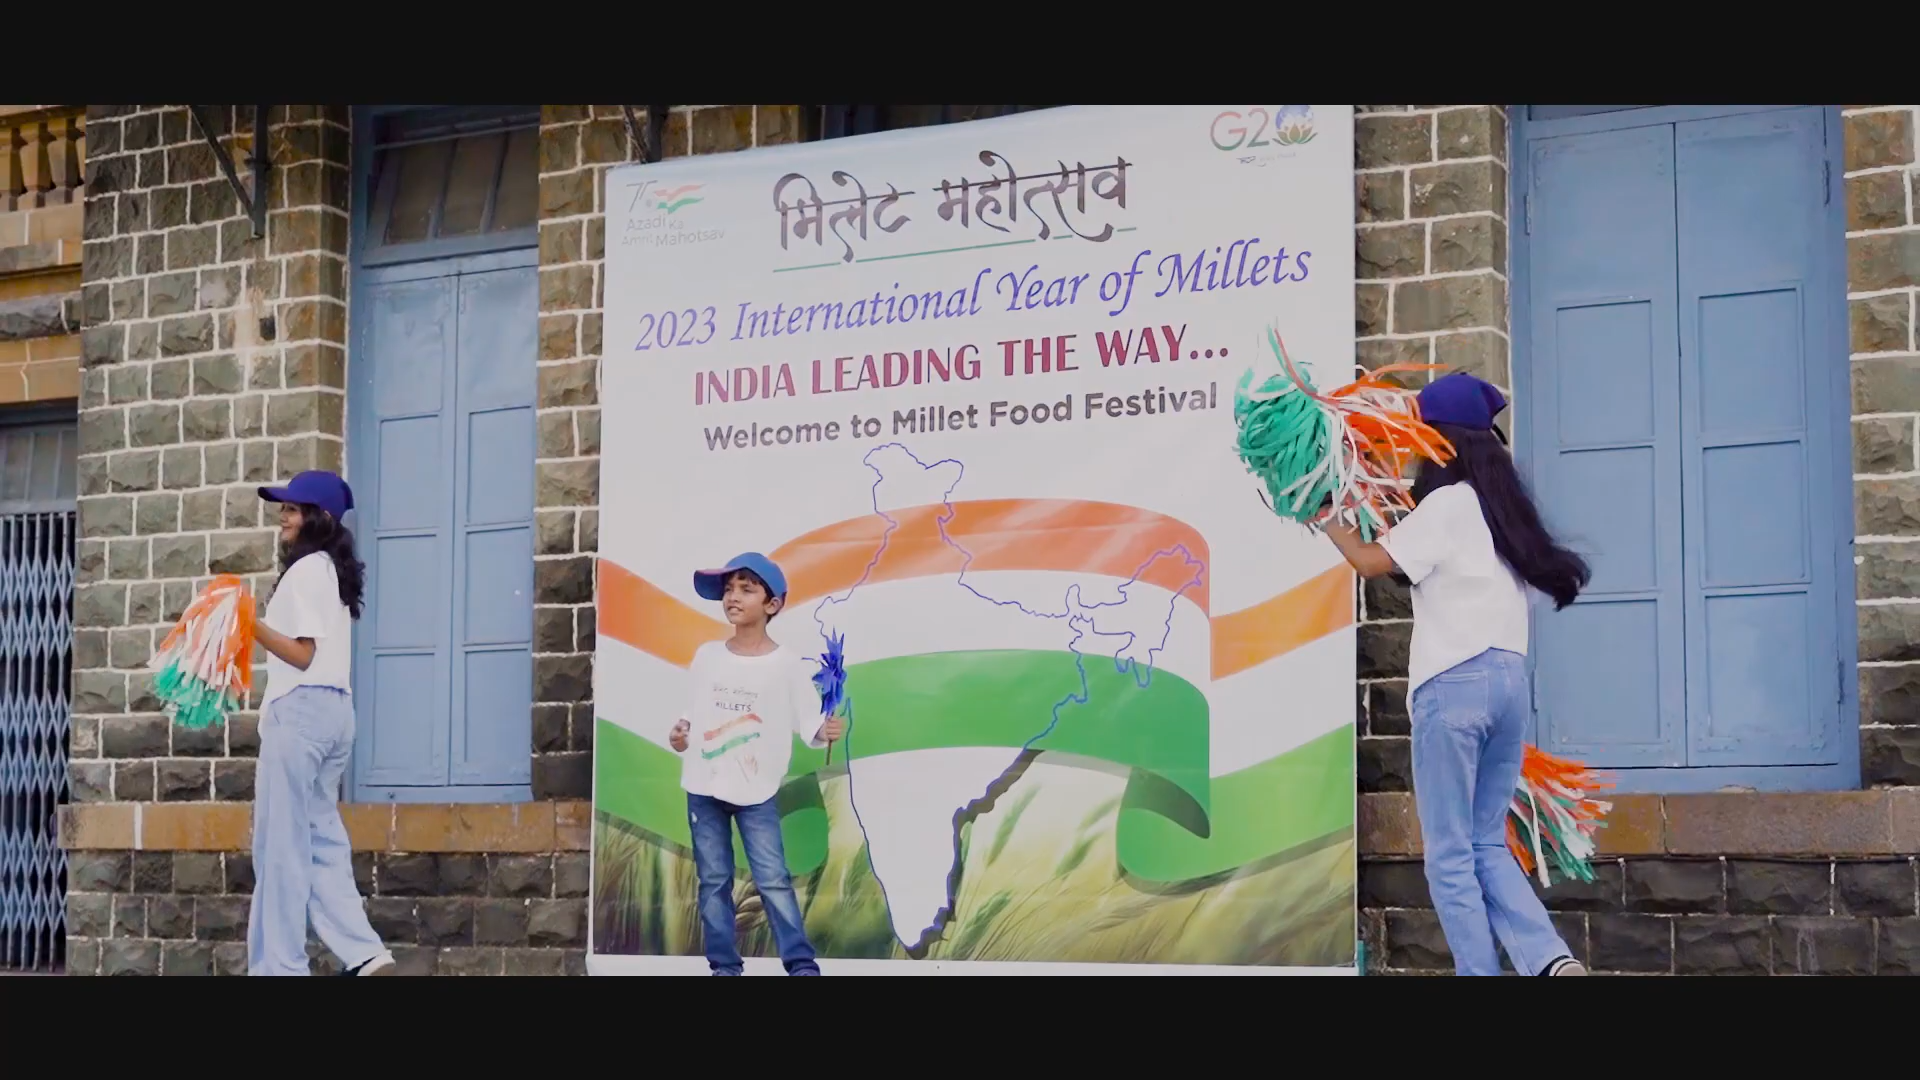 75
Azadi Ka
Amrit Mahotsav
G20
मिलेट महोत्सव
2023 International Year of Millets
INDIA LEADING THE WAY...
Welcome to Millet Food Festival
MILLETS